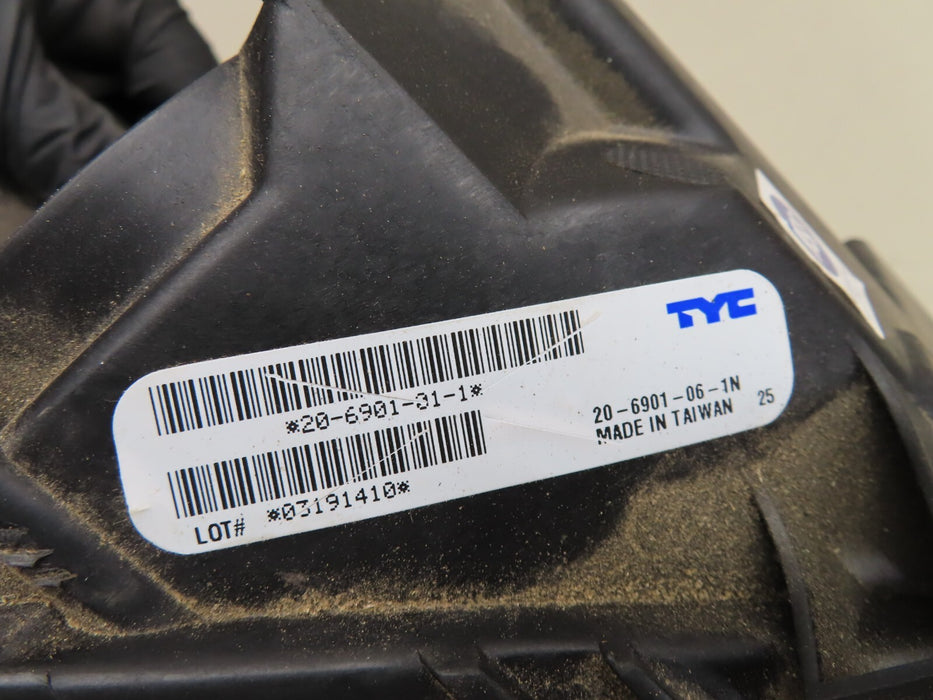 TYC
*20-6901-01-1*
20-6901-06-1N 25
MADE IN TAIWAN
LOT# *03191410*